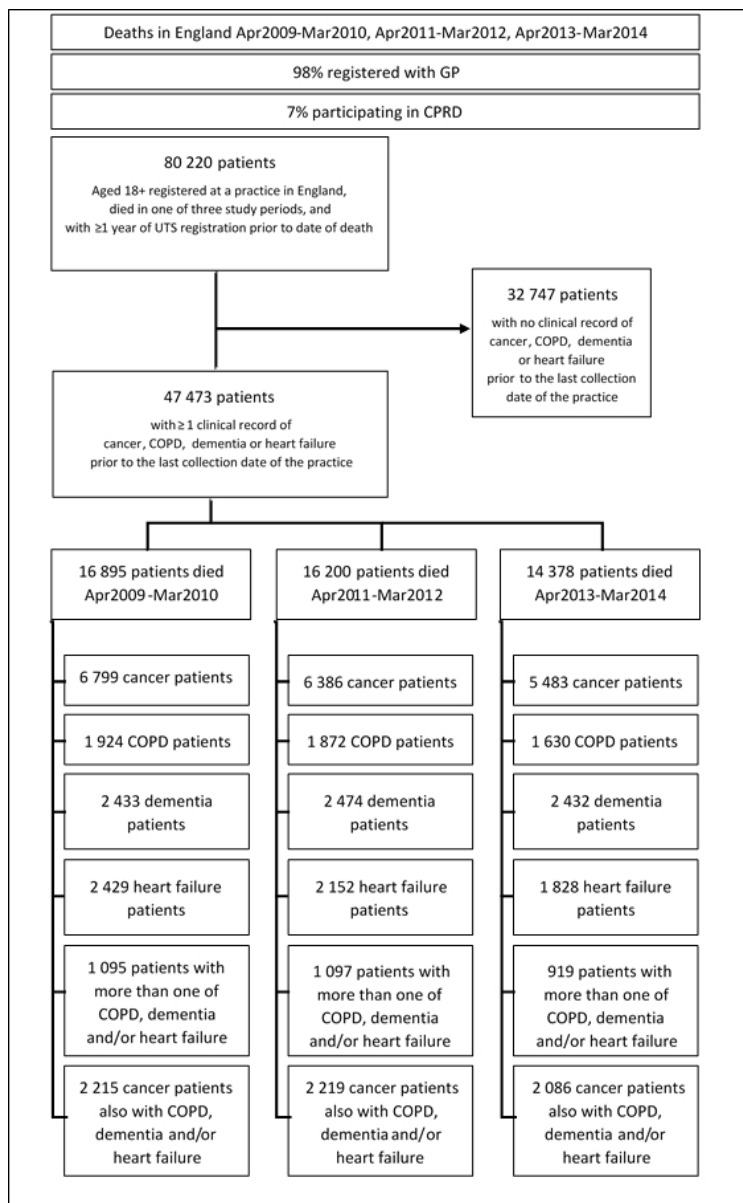 Deaths in England Apr2009-Mar2010, Apr2011-Mar2012, Apr2013-Mar2014
98% registered with GP
7% participating in CPRD
80 220 patients
Aged 18+ registered at a practice in England,
died in one of three study periods, and
with ≥1 year of UTS registration prior to date of death
32 747 patients
with no clinical record of
cancer, COPD, dementia
or heart failure
prior to the last collection
date of the practice
47 473 patients
with ≥ 1 clinical record of
cancer, COPD, dementia or heart failure
prior to the last collection date of the practice
16 895 patients died
Apr2009-Mar2010
16 200 patients died
Apr2011-Mar2012
14 378 patients died
Apr2013-Mar2014
6 799 cancer patients
6 386 cancer patients
5 483 cancer patients
1 924 COPD patients
1 872 COPD patients
1 630 COPD patients
2 433 dementia
patients
2 474 dementia
patients
2 432 dementia
patients
2 429 heart failure
patients
2 152 heart failure
patients
1 828 heart failure
patients
1 095 patients with
more than one of
COPD, dementia
and/or heart failure
1 097 patients with
more than one of
COPD, dementia
and/or heart failure
919 patients with
more than one of
COPD, dementia
and/or heart failure
2 215 cancer patients
also with COPD,
dementia and/or
heart failure
2 219 cancer patients
also with COPD,
dementia and/or
heart failure
2 086 cancer patients
also with COPD,
dementia and/or
heart failure